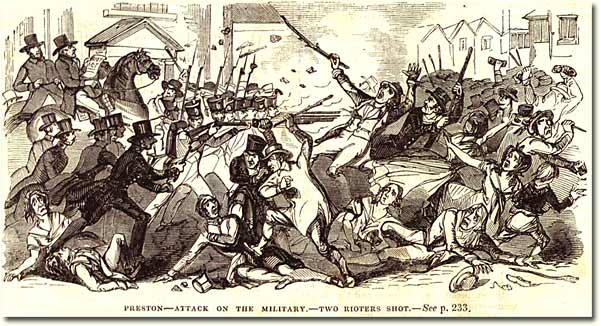 PRESTON—ATTACK ON THE MILITARY.—TWO RIOTERS SHOT.—See p. 233.